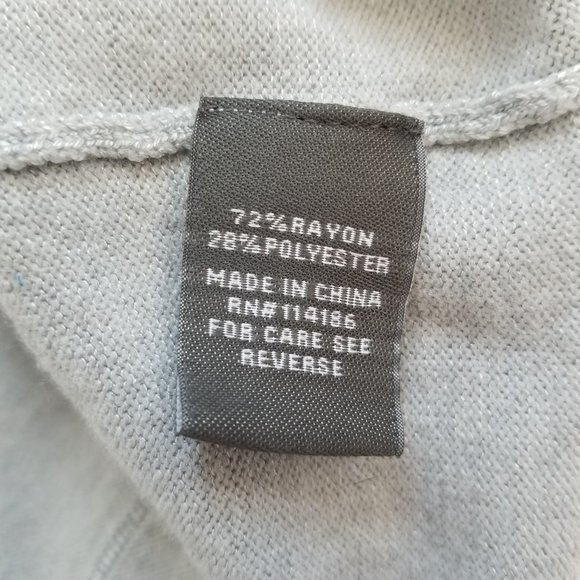 72%RAYON
28%POLYESTER
MADE IN CHINA
RN#114186
FOR CARE SEE
REVERSE